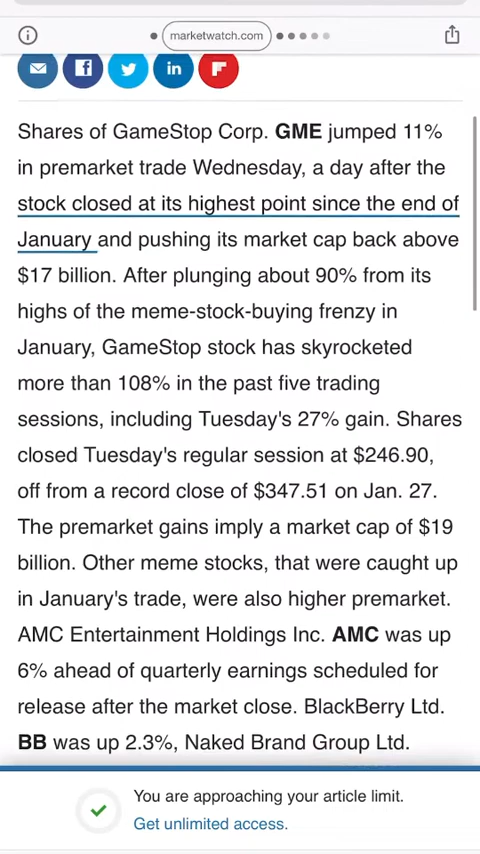 marketwatch.com
Shares of GameStop Corp. GME jumped 11%
in premarket trade Wednesday, a day after the
stock closed at its highest point since the end of
January and pushing its market cap back above
$17 billion. After plunging about 90% from its
highs of the meme-stock-buying frenzy in
January, GameStop stock has skyrocketed
more than 108% in the past five trading
sessions, including Tuesday's 27% gain. Shares
closed Tuesday's regular session at $246.90,
off from a record close of $347.51 on Jan. 27.
The premarket gains imply a market cap of $19
billion. Other meme stocks, that were caught up
in January's trade, were also higher premarket.
AMC Entertainment Holdings Inc. AMC was up
6% ahead of quarterly earnings scheduled for
release after the market close. BlackBerry Ltd.
BB was up 2.3%, Naked Brand Group Ltd.
You are approaching your article limit.
Get unlimited access.